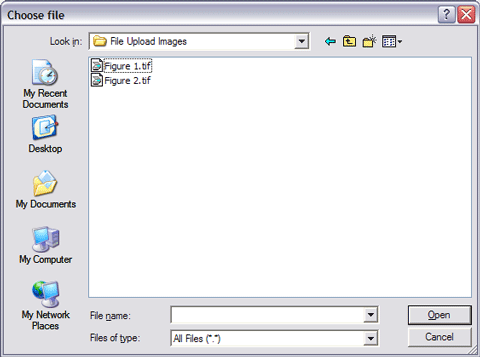 Choose file
Look in: File Upload Images
Figure 1.tif
Figure 2.tif
My Recent
Documents
Desktop
My Documents
My Computer
My Network
Places
File name:
Open
Files of type: All Files (*.*)
Cancel